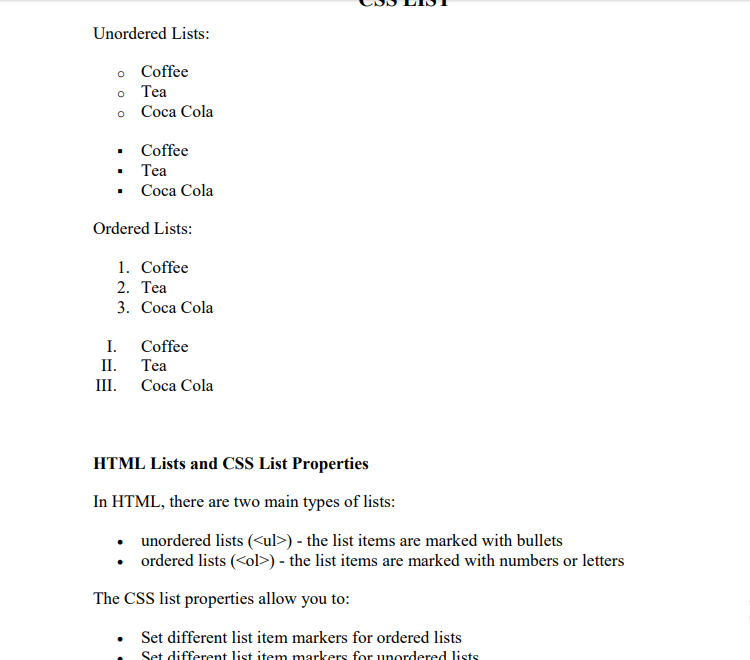 CSS LIST
Unordered Lists:
o Coffee
o Tea
o Coca Cola
▪ Coffee
▪ Tea
▪ Coca Cola
Ordered Lists:
1. Coffee
2. Tea
3. Coca Cola
I. Coffee
II. Tea
III. Coca Cola
HTML Lists and CSS List Properties
In HTML, there are two main types of lists:
• unordered lists (<ul>) - the list items are marked with bullets
• ordered lists (<ol>) - the list items are marked with numbers or letters
The CSS list properties allow you to:
• Set different list item markers for ordered lists
• Set different list item markers for unordered lists